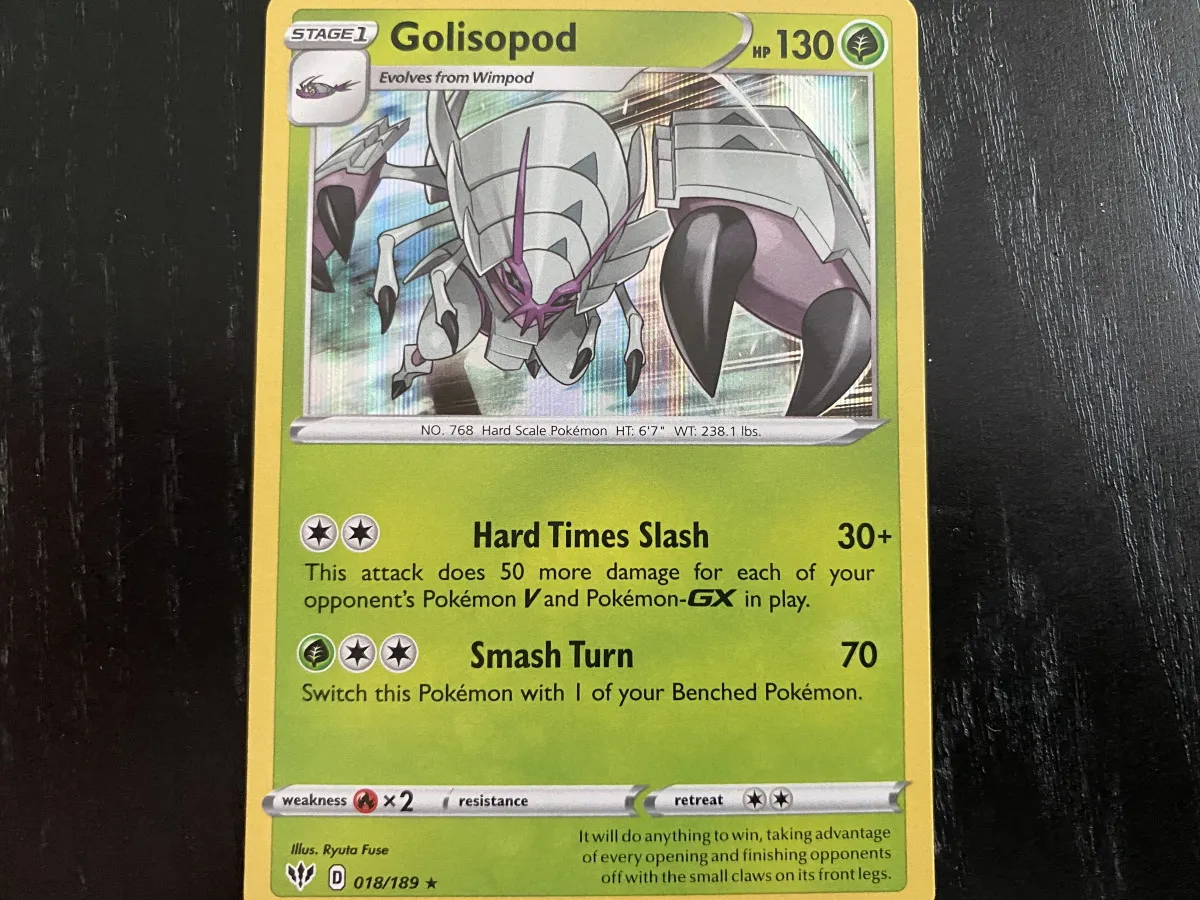 STAGE 1 Golisopod HP 130
Evolves from Wimpod
NO. 768 Hard Scale Pokémon HT: 6'7" WT: 238.1 lbs.
Hard Times Slash 30+
This attack does 50 more damage for each of your
opponent's Pokémon V and Pokémon-GX in play.
Smash Turn 70
Switch this Pokémon with 1 of your Benched Pokémon.
weakness ×2 resistance retreat
Illus. Ryuta Fuse
D 018/189 ★
It will do anything to win, taking advantage
of every opening and finishing opponents
off with the small claws on its front legs.